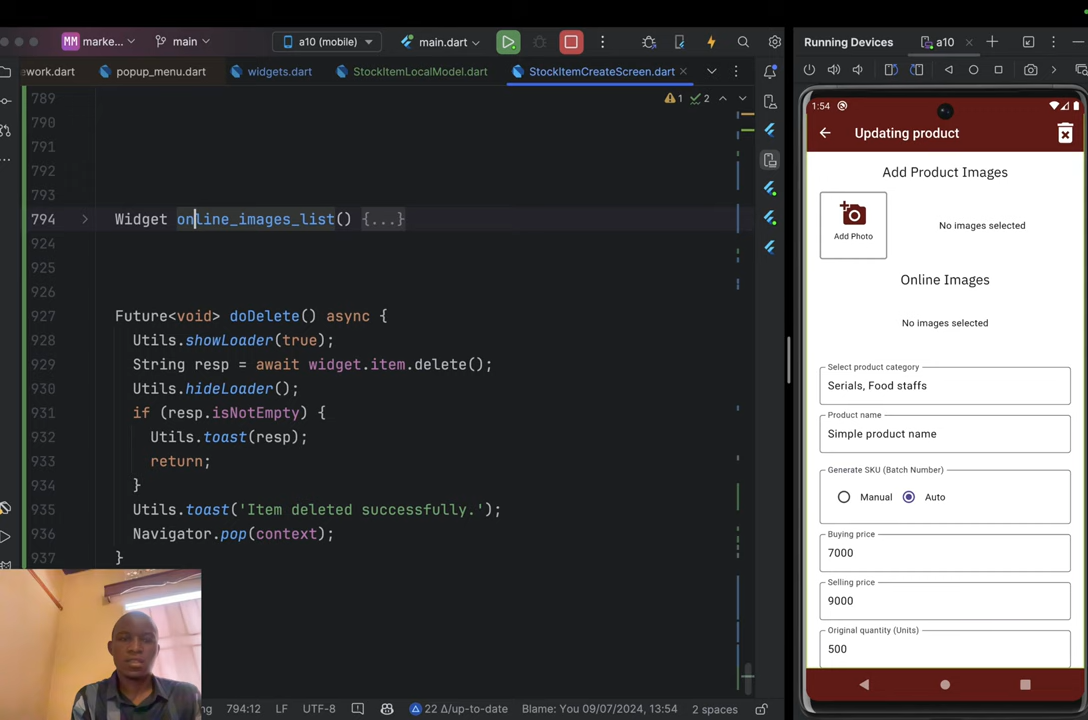 MM marke...
main
a10 (mobile)
main.dart
Running Devices
a10
ework.dart
popup_menu.dart
widgets.dart
StockItemLocalModel.dart
StockItemCreateScreen.dart
1
2
789
790
791
792
793
794 Widget online_images_list() {...}
924
925
926
927 Future<void> doDelete() async {
928 Utils.showLoader(true);
929 String resp = await widget.item.delete();
930 Utils.hideLoader();
931 if (resp.isNotEmpty) {
932 Utils.toast(resp);
933 return;
934 }
935 Utils.toast('Item deleted successfully.');
936 Navigator.pop(context);
937 }
ng 794:12 LF UTF-8 22 Δ/up-to-date Blame: You 09/07/2024, 13:54 2 spaces
1:54
Updating product
Add Product Images
Add Photo
No images selected
Online Images
No images selected
Select product category
Serials, Food staffs
Product name
Simple product name
Generate SKU (Batch Number)
Manual
Auto
Buying price
7000
Selling price
9000
Original quantity (Units)
500